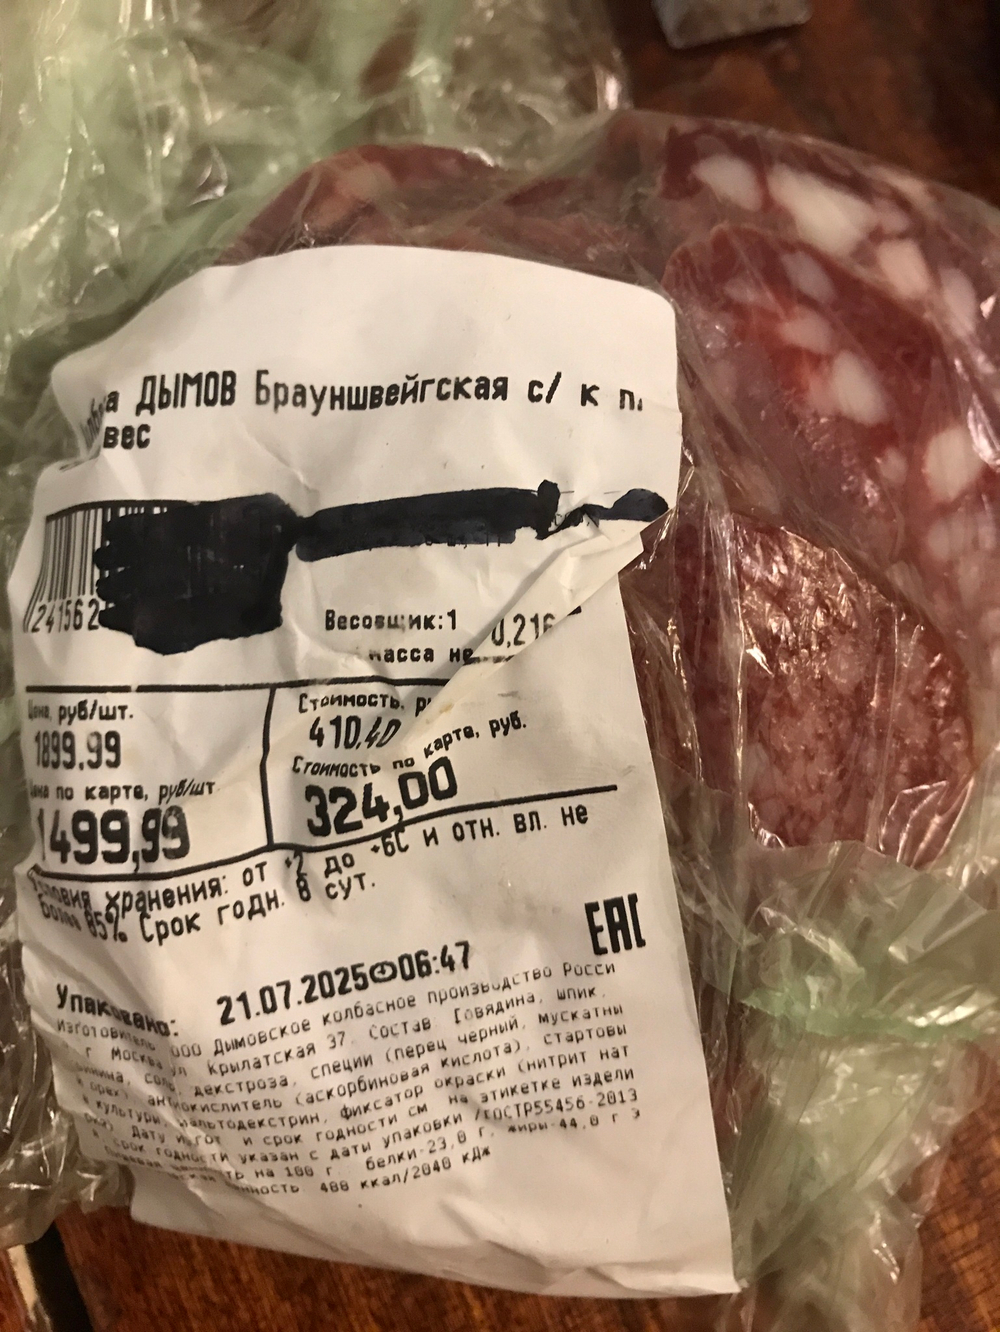 ДЫМОВ Брауншвейгская с/ к п
вес
241562
Весовщик:1 0,216
масса не
Цена, руб/шт.
1899.99
Цена по карте, руб/шт
1499,99
Стоимость, р
410.40
Стоимость по карте, руб.
324,00
Условия хранения: от +2 до +6С и отн. вл. не
более 85% Срок годн. 8 сут.
ЕАС
Упаковано: 21.07.2025 06:47
Изготовитель ООО Дымовское колбасное производство Росси
г Москва ул Крылатская 37. Состав: Говядина, шпик,
соль, декстроза, специи (перец черный, мускатны
й орех), антиокислитель (аскорбиновая кислота), стартовы
е культуры, мальтодекстрин, фиксатор окраски (нитрит нат
Дату изгот. и срок годности см на этикетке издели
срок годности указан с даты упаковки /ГОСТР55456-2013
на 100 г. белки-23,0 г, жиры-44,0 г Э
ценность 488 ккал/2040 кДж